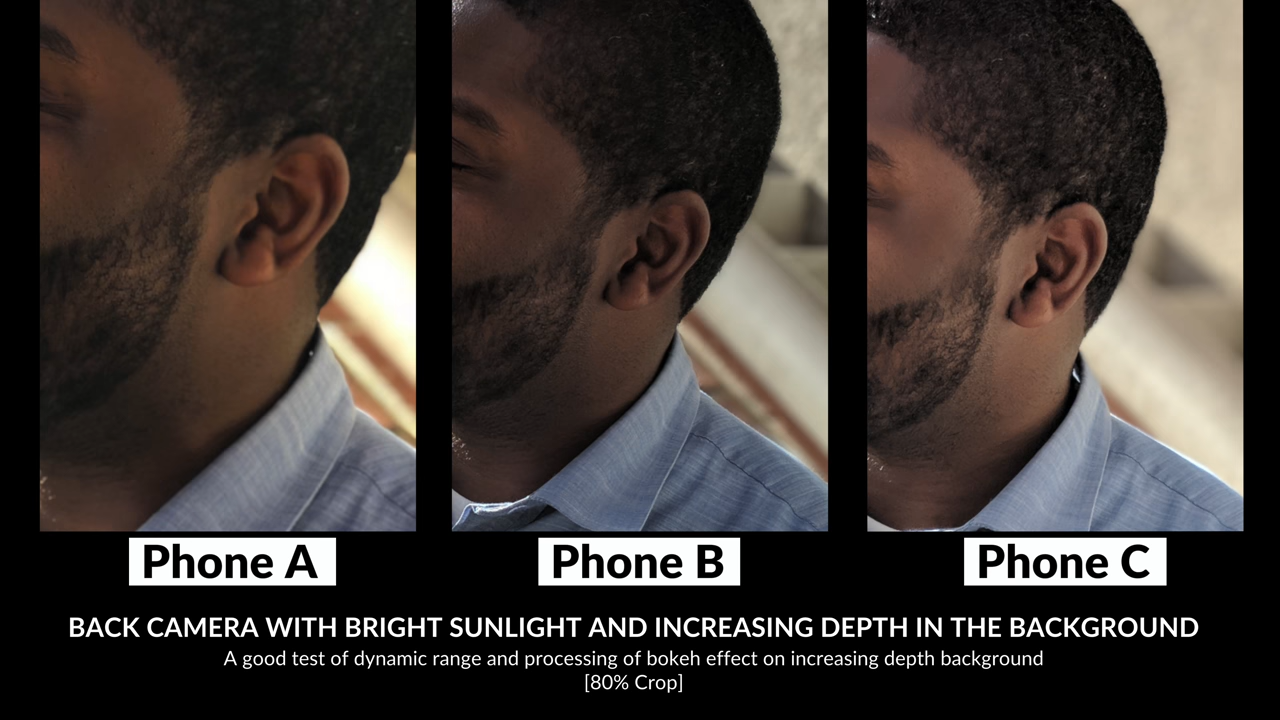 Phone A
Phone B
Phone C
BACK CAMERA WITH BRIGHT SUNLIGHT AND INCREASING DEPTH IN THE BACKGROUND
A good test of dynamic range and processing of bokeh effect on increasing depth background
[80% Crop]